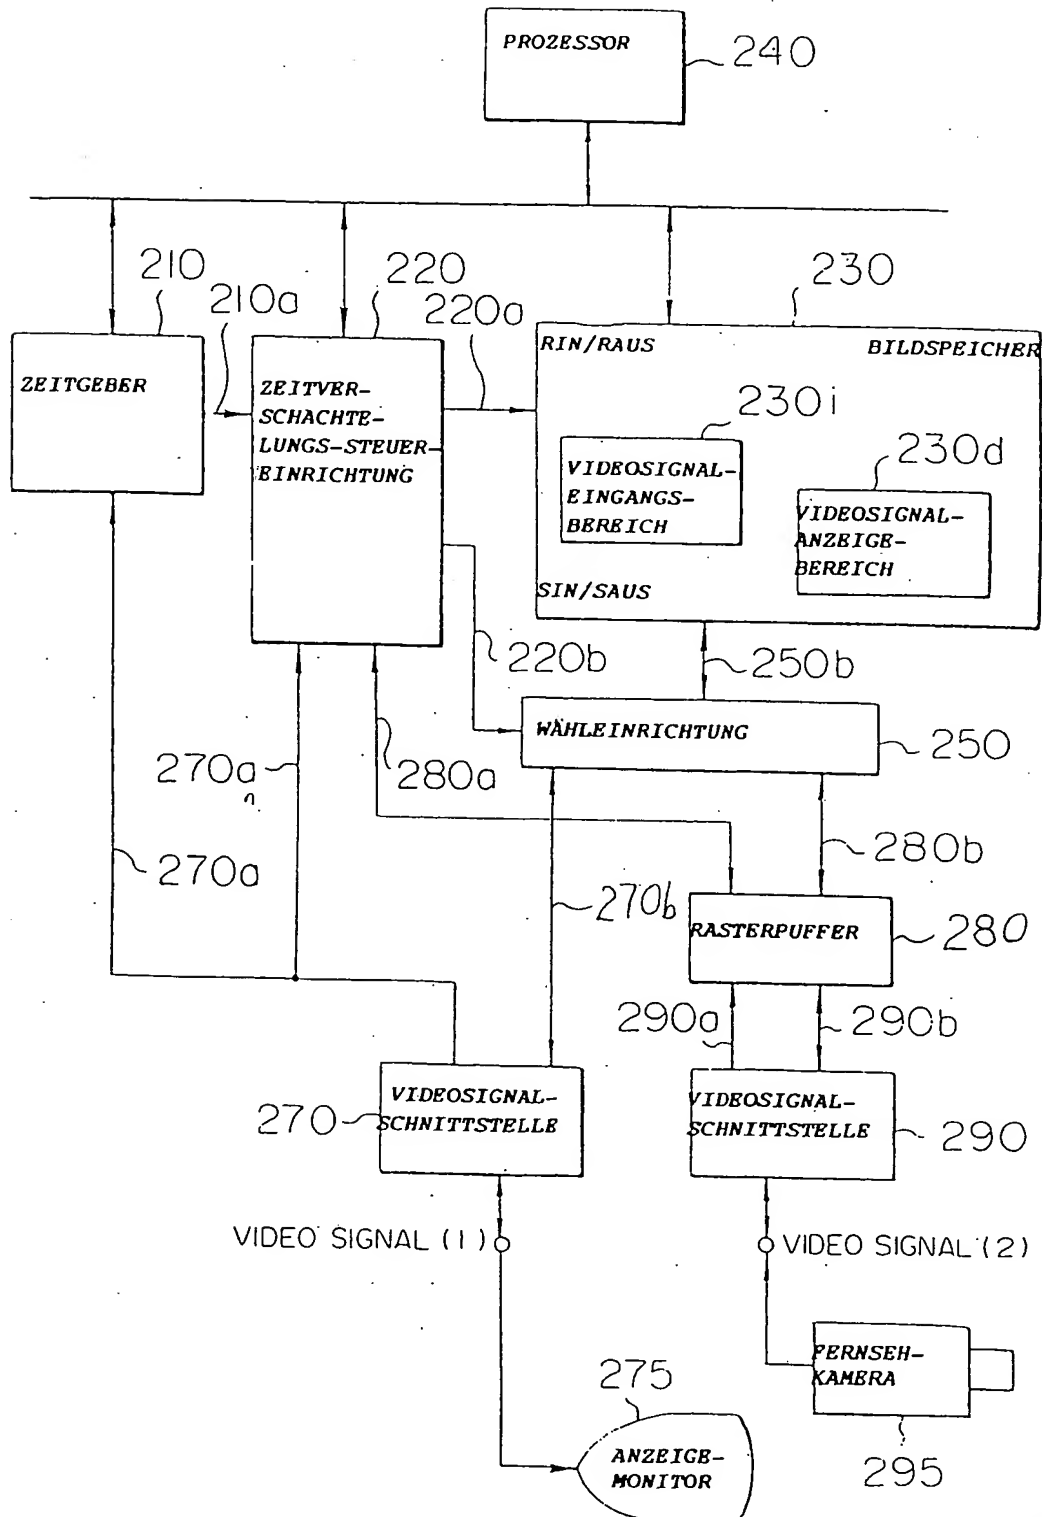 PROZESSOR
240
210
210a
220
220a
230
ZEITGEBER
ZEITVER-
SCHACHTE-
LUNGS-STEUER-
EINRICHTUNG
RIN/RAUS
BILDSPEICHER
230i
VIDEOSIGNAL-
EINGANGS-
BEREICH
230d
VIDEOSIGNAL-
ANZEIGE-
BEREICH
SIN/SAUS
220b
250b
WÄHLEINRICHTUNG
250
270a
280a
270a
270b
280b
RASTERPUFFER
280
290a
290b
270
VIDEOSIGNAL-
SCHNITTSTELLE
VIDEOSIGNAL-
SCHNITTSTELLE
290
VIDEO SIGNAL (1)
VIDEO SIGNAL (2)
275
ANZEIGE-
MONITOR
FERNSEH-
KAMERA
295